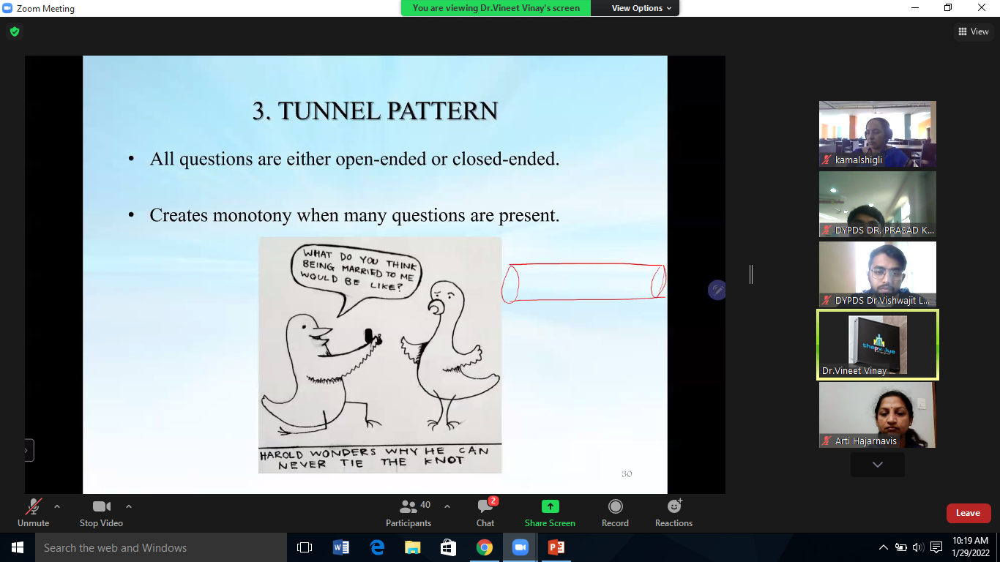 Zoom Meeting
You are viewing Dr.Vineet Vinay's screen
View Options
View
3. TUNNEL PATTERN
• All questions are either open-ended or closed-ended.
• Creates monotony when many questions are present.
WHAT DO YOU THINK
BEING MARRIED TO ME
WOULD BE LIKE?
HAROLD WONDERS WHY HE CAN
NEVER TIE THE KNOT
30
kamalshigli
DYPDS DR. PRASAD K...
DYPDS Dr.Vishwajit L...
Dr.Vineet Vinay
Arti Hajarnavis
Unmute
Stop Video
40
Participants
2
Chat
Share Screen
Record
Reactions
Leave
Search the web and Windows
10:19 AM
1/29/2022